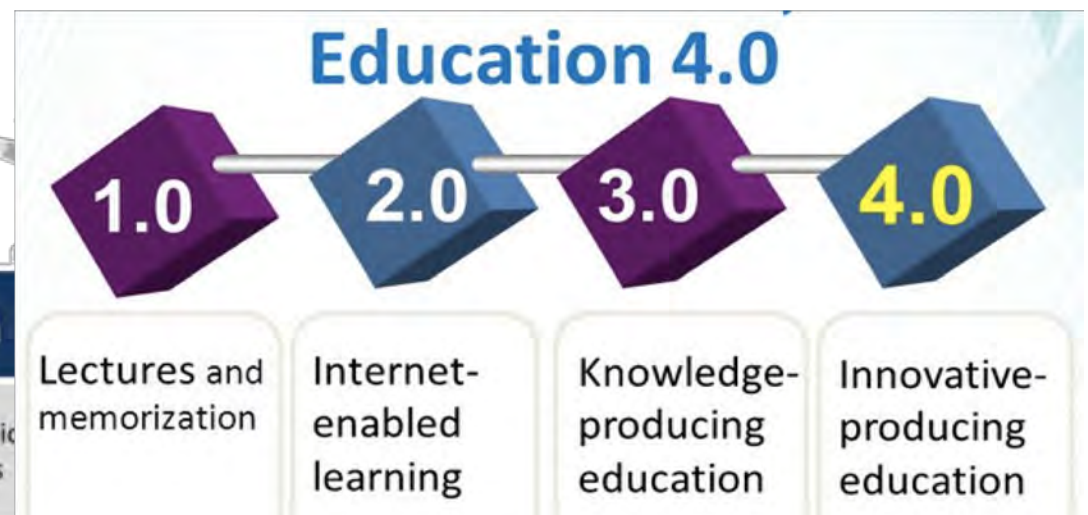 Education 4.0
1.0 2.0 3.0 4.0
Lectures and
memorization
Internet-
enabled
learning
Knowledge-
producing
education
Innovative-
producing
education